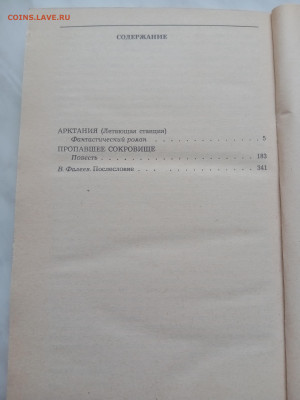 COINS.LAVE.RU
СОДЕРЖАНИЕ
АРКТАНИЯ (Летающая станция)
Фантастический роман . . . . . . . . . . . 5
ПРОПАВШЕЕ СОКРОВИЩЕ
Повесть . . . . . . . . . . . . . . . . . 193
В Фалеев Послесловие . . . . . . . . . . 341